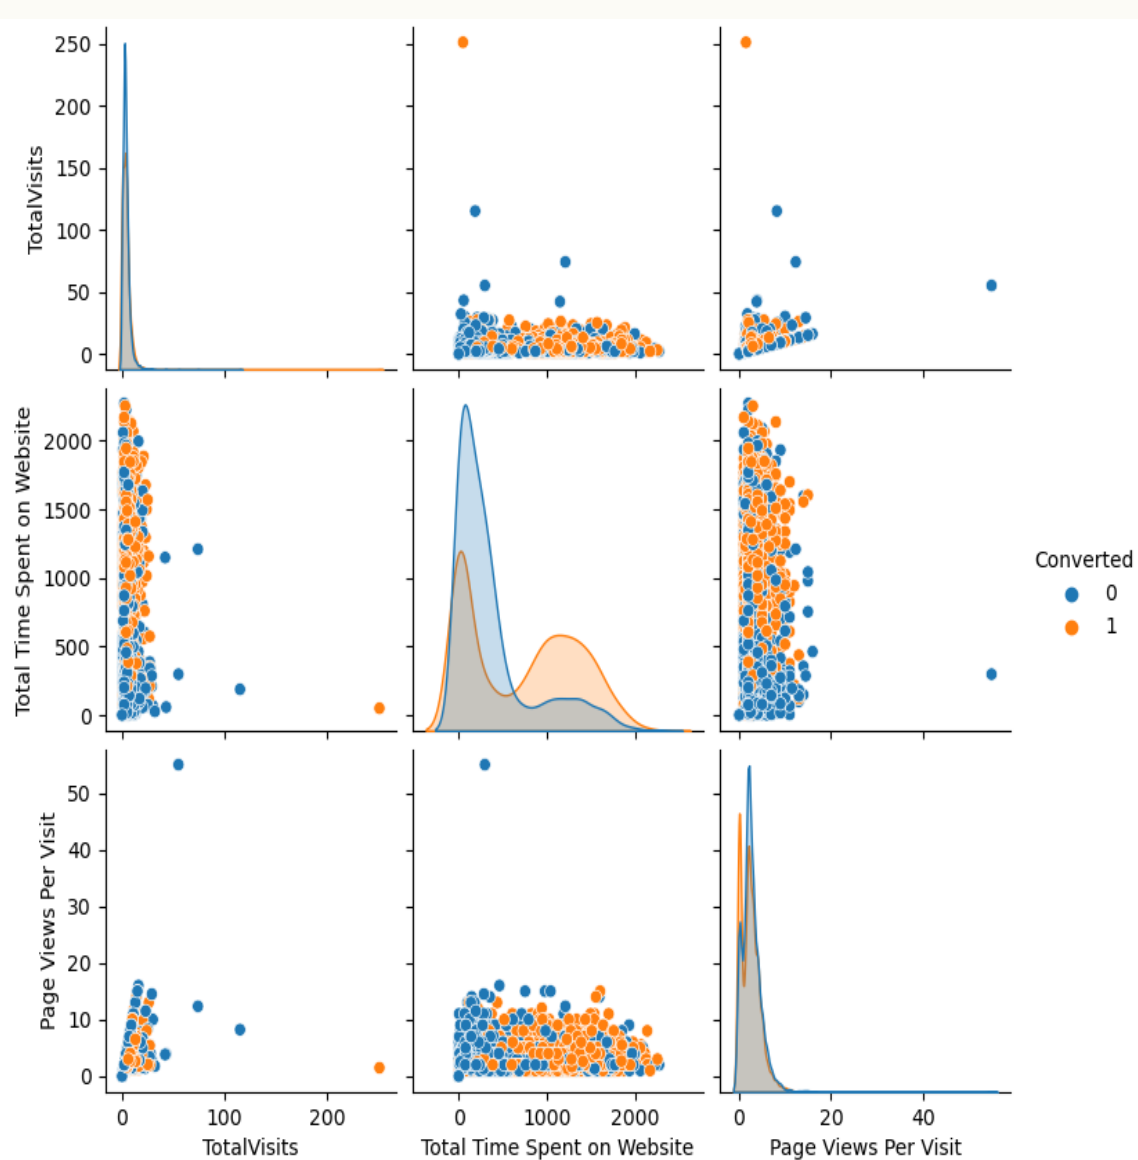 250
200
150
100
50
0
TotalVisits
2000
1500
1000
500
0
Total Time Spent on Website
Converted
0
1
50
40
30
20
10
0
Page Views Per Visit
0 100 200
0 1000 2000
0 20 40
TotalVisits
Total Time Spent on Website
Page Views Per Visit